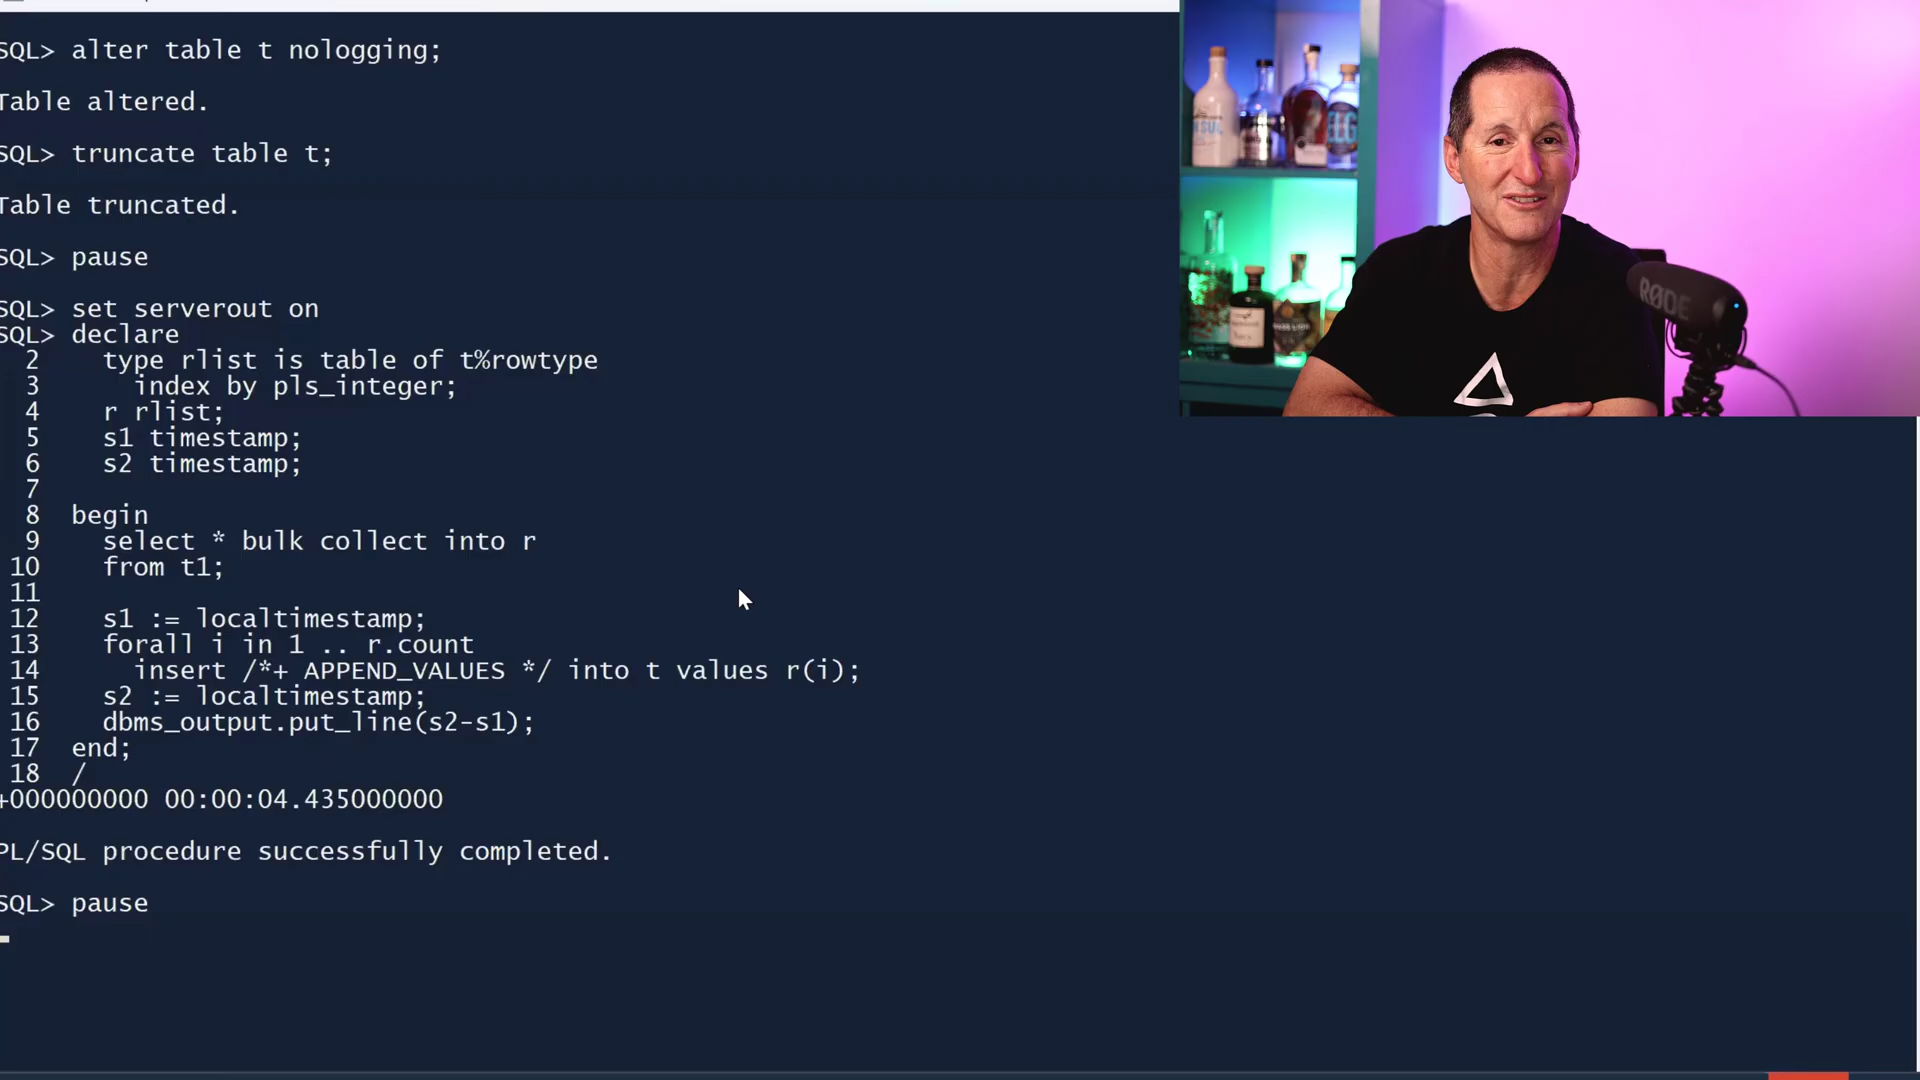 SQL> alter table t nologging;
Table altered.
SQL> truncate table t;
Table truncated.
SQL> pause
SQL> set serverout on
SQL> declare
2 type rlist is table of t%rowtype
3 index by pls_integer;
4 r rlist;
5 s1 timestamp;
6 s2 timestamp;
7
8 begin
9 select * bulk collect into r
10 from t1;
11
12 s1 := localtimestamp;
13 forall i in 1 .. r.count
14 insert /*+ APPEND_VALUES */ into t values r(i);
15 s2 := localtimestamp;
16 dbms_output.put_line(s2-s1);
17 end;
18 /
+000000000 00:00:04.435000000
PL/SQL procedure successfully completed.
SQL> pause
RØDE